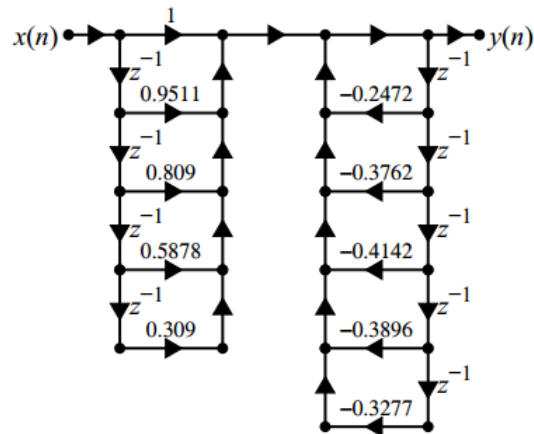 1
x(n) y(n)
z⁻¹ z⁻¹
0.9511 −0.2472
z⁻¹ z⁻¹
0.809 −0.3762
z⁻¹ z⁻¹
0.5878 −0.4142
z⁻¹ z⁻¹
0.309 −0.3896
z⁻¹
−0.3277